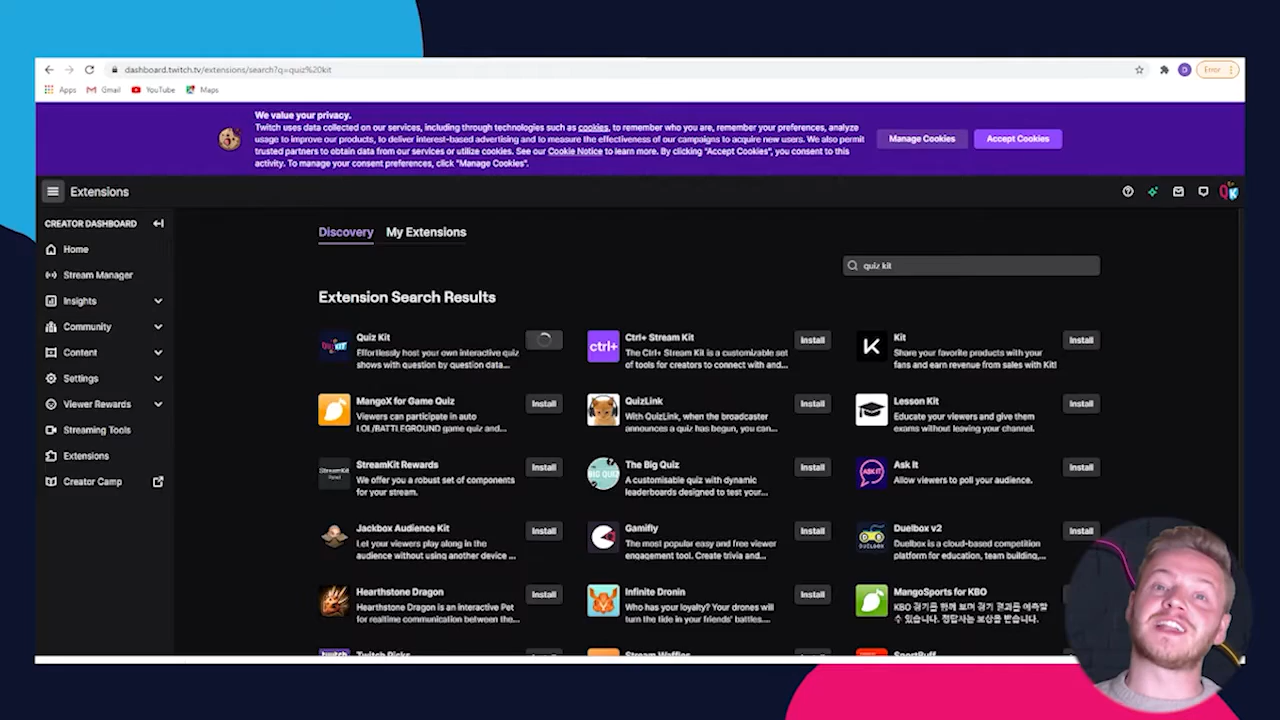 dashboard.twitch.tv/extensions/search?q=quiz%20kit
D
Error
Apps
Gmail
YouTube
Maps
We value your privacy.
Twitch uses data collected on our services, including through technologies such as cookies, to remember who you are, remember your preferences, analyze
usage to improve our products, to deliver interest-based advertising and to measure the effectiveness of our campaigns to acquire new users. We also permit
trusted partners to obtain data from our services or utilize cookies. See our Cookie Notice to learn more. By clicking "Accept Cookies", you consent to this
activity. To manage your consent preferences, click "Manage Cookies".
Manage Cookies
Accept Cookies
Extensions
QK
CREATOR DASHBOARD
Home
Stream Manager
Insights
Community
Content
Settings
Viewer Rewards
Streaming Tools
Extensions
Creator Camp
Discovery
My Extensions
quiz kit
Extension Search Results
Quiz Kit
Effortlessly host your own interactive quiz
shows with question by question data...
ctrl+
Ctrl+ Stream Kit
The Ctrl+ Stream Kit is a customizable set
of tools for creators to connect with and...
Install
K
Kit
Share your favorite products with your
fans and earn revenue from sales with Kit!
Install
MangoX for Game Quiz
Viewers can participate in auto
LOL/BATTLEGROUND game quiz and...
Install
QuizLink
With QuizLink, when the broadcaster
announces a quiz has begun, you can...
Install
Lesson Kit
Educate your viewers and give them
exams without leaving your channel.
Install
StreamKit
StreamKit Rewards
We offer you a robust set of components
for your stream.
Install
BIG QUIZ
The Big Quiz
A customisable quiz with dynamic
leaderboards designed to test your...
Install
ASK IT
Ask It
Allow viewers to poll your audience.
Install
Jackbox Audience Kit
Let your viewers play along in the
audience without using another device ...
Install
Gamifly
The most popular easy and free viewer
engagement tool. Create trivia and...
Install
DUELBOX
Duelbox v2
Duelbox is a cloud-based competition
platform for education, team building,...
Install
Hearthstone Dragon
Hearthstone Dragon is an interactive Pet
for realtime communication between the...
Install
Infinite Dronin
Who has your loyalty? Your drones will
turn the tide in your friends' battles....
Install
MangoSports for KBO
KBO 경기를 함께 보며 경기 결과를 예측할
수 있습니다. 정답자는 보상을 받습니다.
twitch
Twitch Picks
Stream Waffles
SportBuff